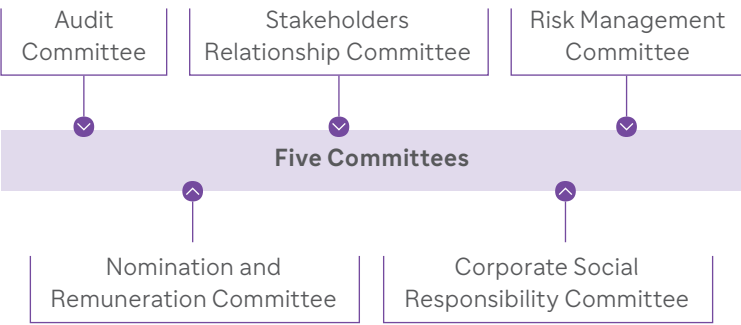 Audit
Committee
Stakeholders
Relationship Committee
Risk Management
Committee
Five Committees
Nomination and
Remuneration Committee
Corporate Social
Responsibility Committee